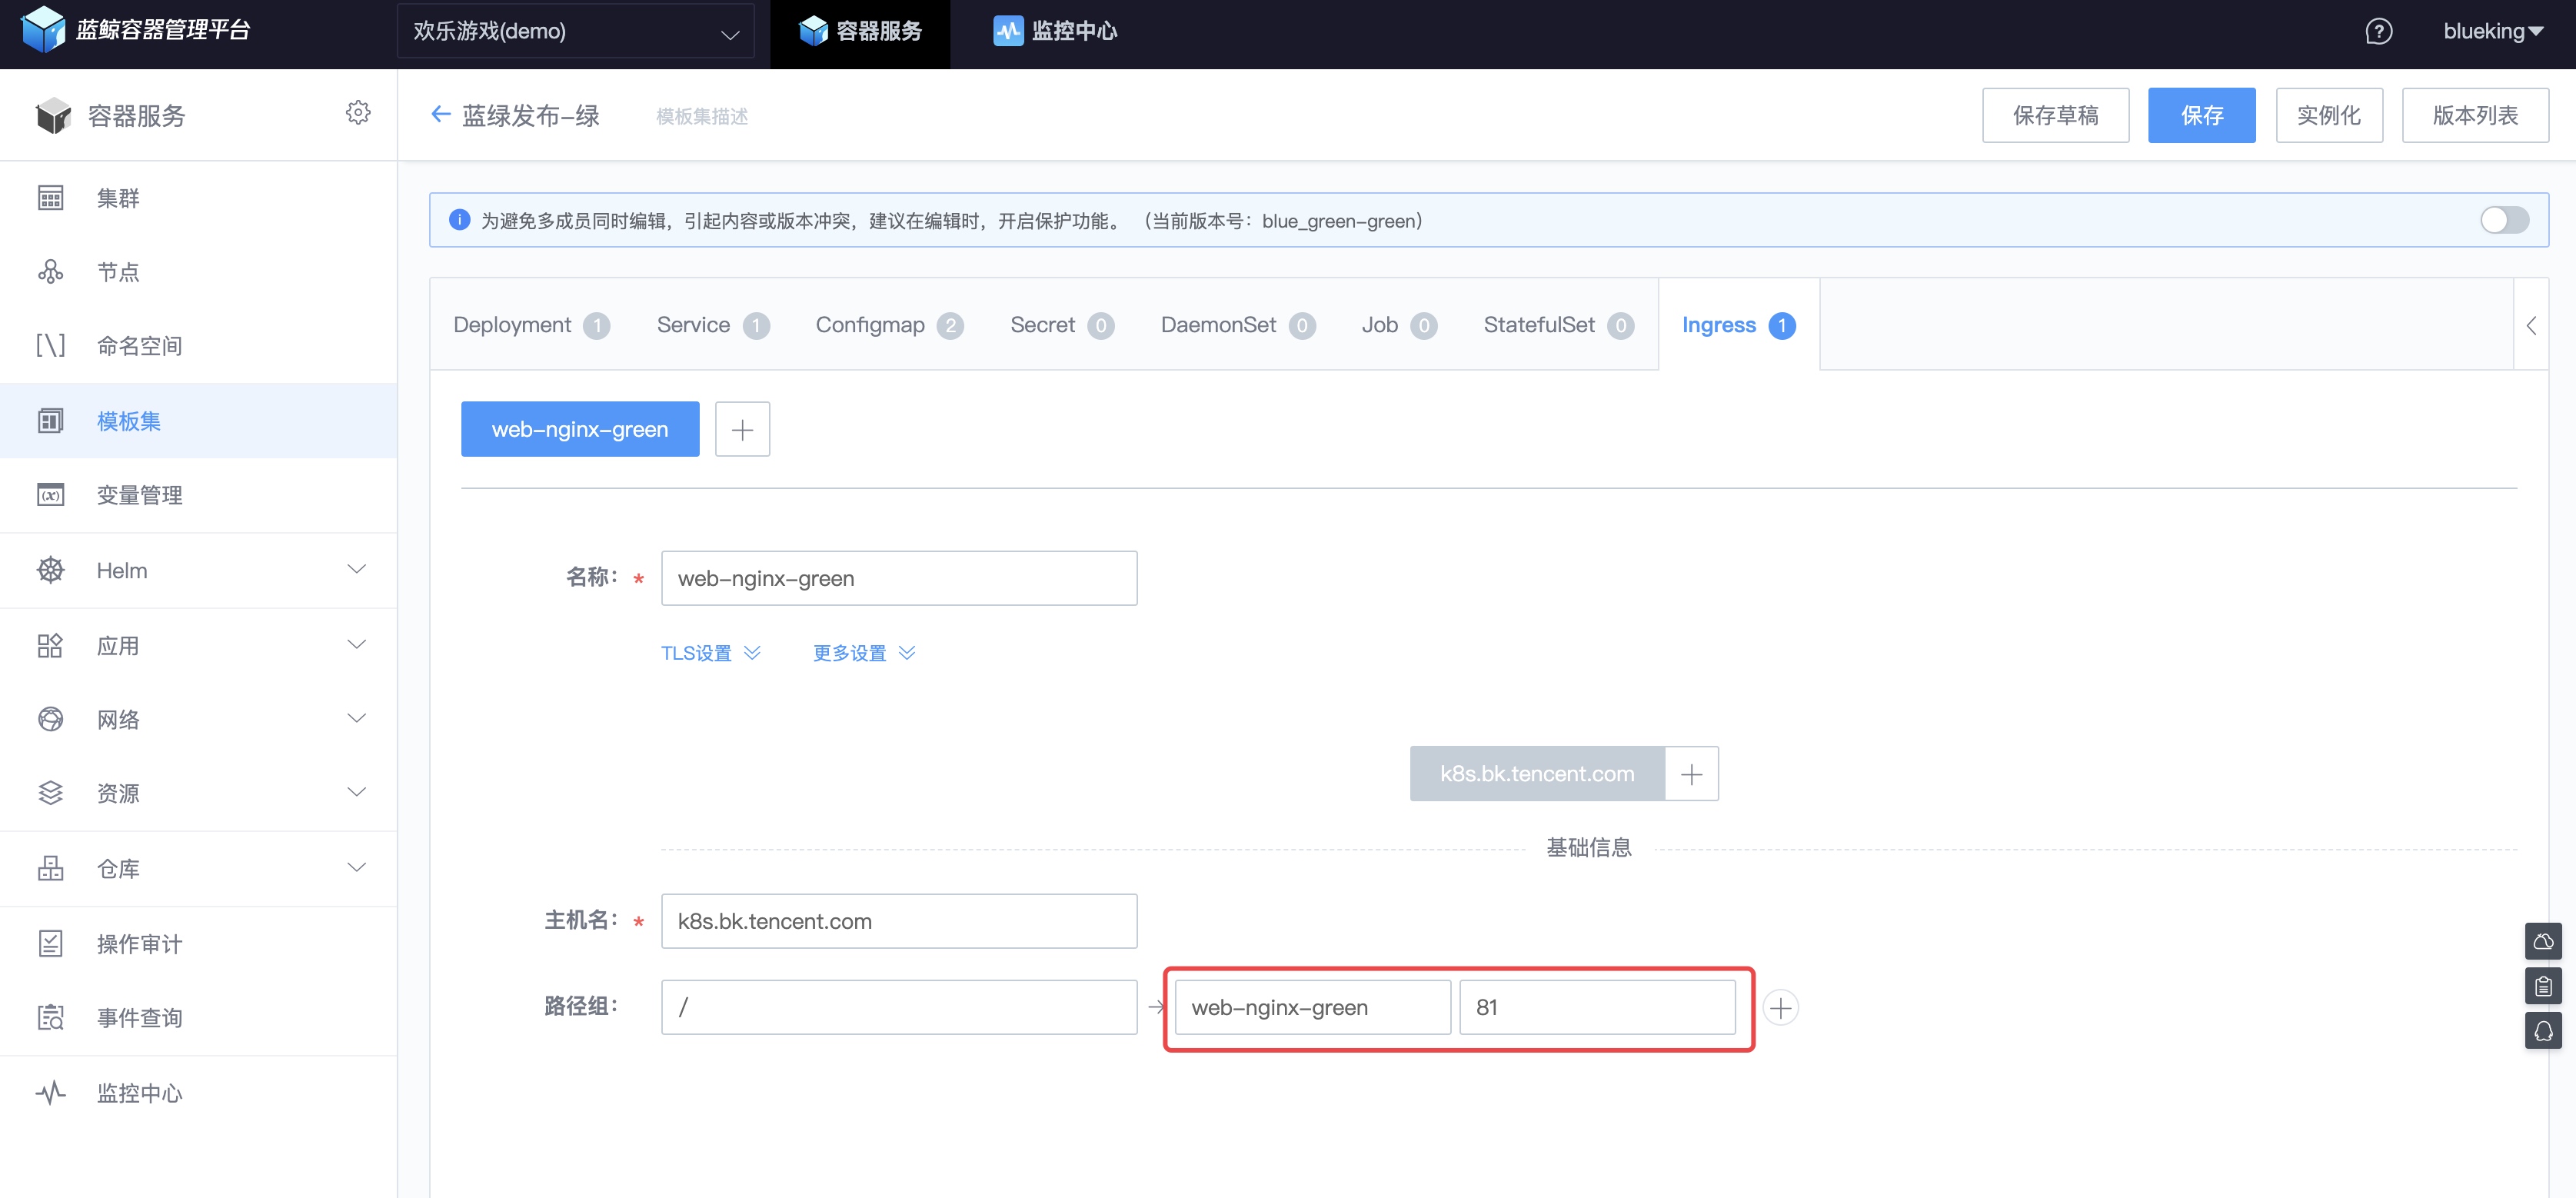 蓝鲸容器管理平台
欢乐游戏(demo)
容器服务
监控中心
blueking
容器服务
蓝绿发布-绿
模板集描述
保存草稿
保存
实例化
版本列表
集群
节点
命名空间
模板集
变量管理
Helm
应用
网络
资源
仓库
操作审计
事件查询
监控中心
为避免多成员同时编辑，引起内容或版本冲突，建议在编辑时，开启保护功能。（当前版本号：blue_green-green）
Deployment 1
Service 1
Configmap 2
Secret 0
DaemonSet 0
Job 0
StatefulSet 0
Ingress 1
web-nginx-green
名称： * web-nginx-green
TLS设置
更多设置
k8s.bk.tencent.com
基础信息
主机名： * k8s.bk.tencent.com
路径组： / → web-nginx-green 81